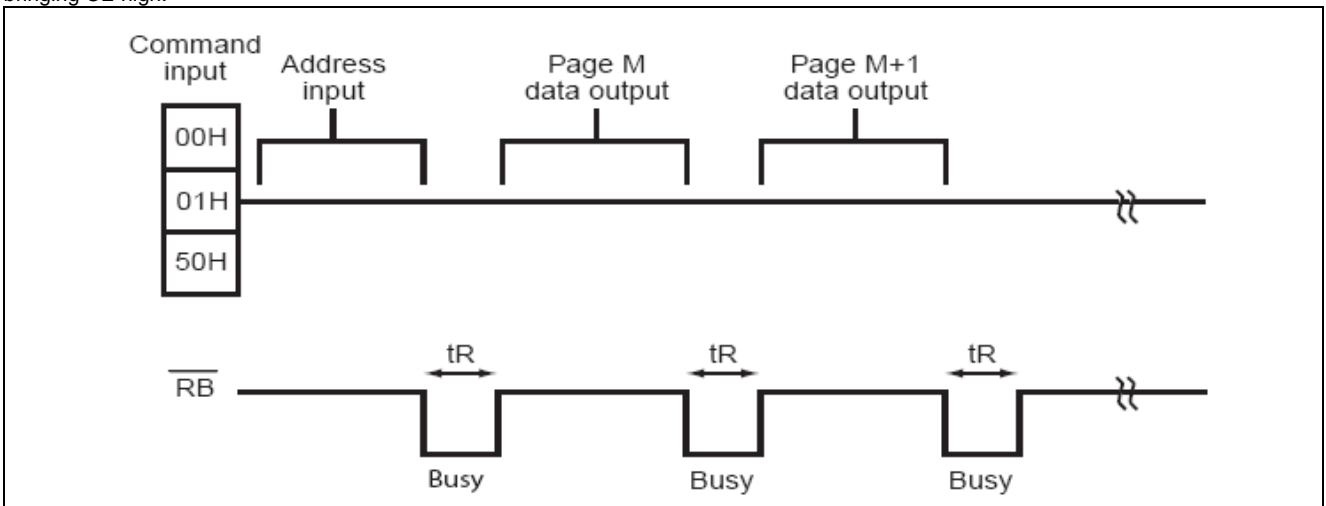 Command
input
Address
input
Page M
data output
Page M+1
data output
00H
01H
50H
tR
tR
tR
RB
Busy
Busy
Busy